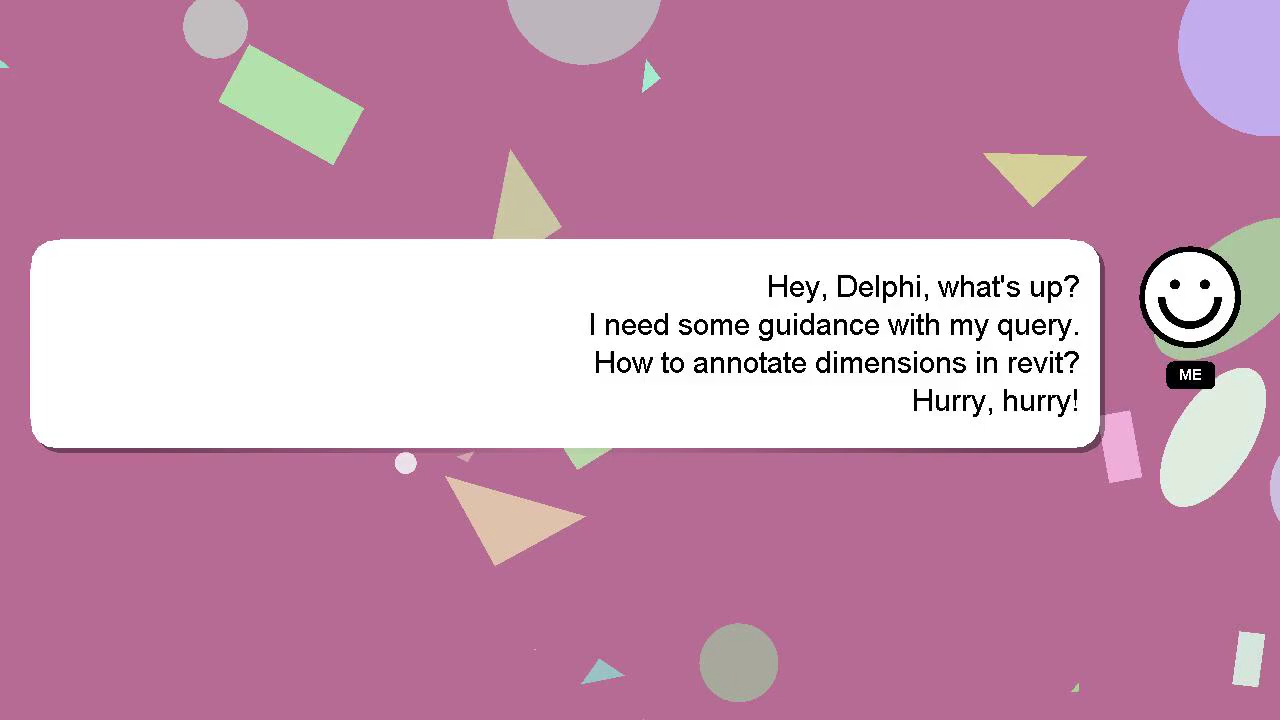 Hey, Delphi, what's up?
I need some guidance with my query.
How to annotate dimensions in revit?
Hurry, hurry!
ME